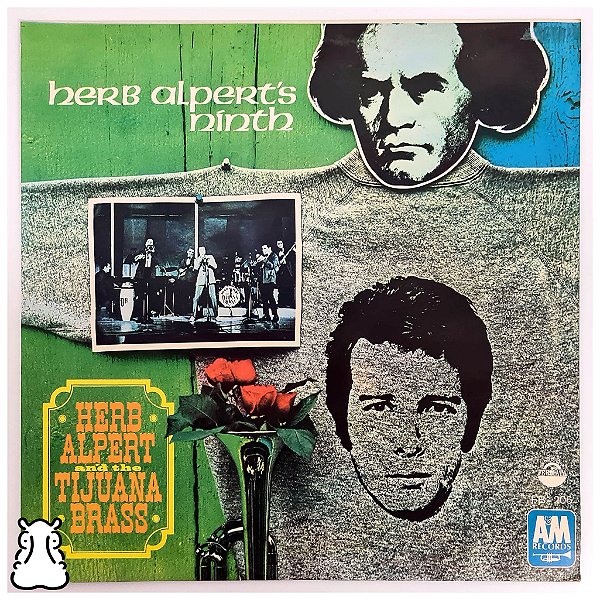 herb alpert's
ninth
HERB
ALPERT
and the
TIJUANA
BRASS
A&M
RECORDS